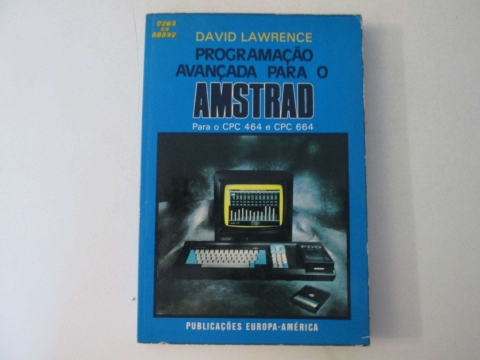 DAVID LAWRENCE
PROGRAMAÇÃO
AVANÇADA PARA O
AMSTRAD
Para o CPC 464 e CPC 664
PUBLICAÇÕES EUROPA-AMÉRICA